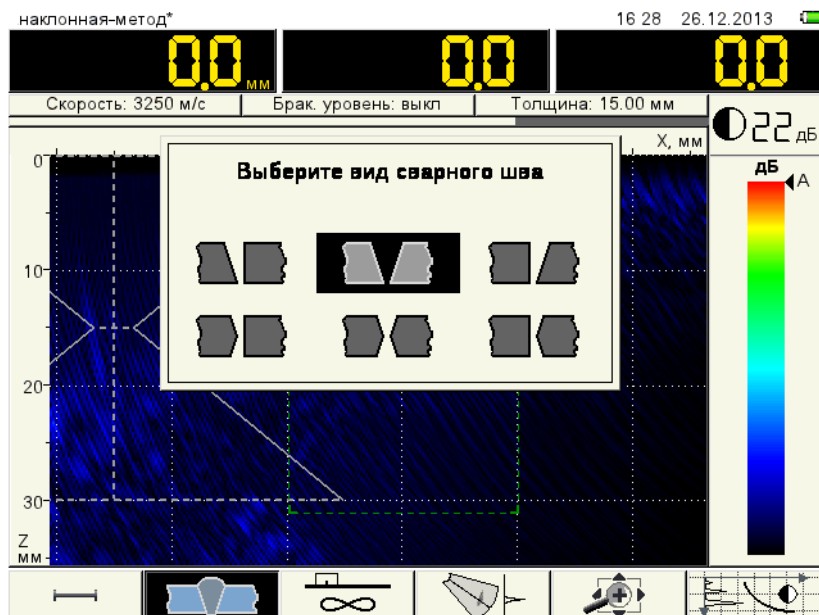 наклонная-метод* 16 28 26.12.2013
0.0 мм 0.0 0.0
Скорость: 3250 м/с Брак. уровень: выкл Толщина: 15.00 мм
22 дБ
X, мм
дБ
A
Выберите вид сварного шва
0
10
20
30
Z
мм